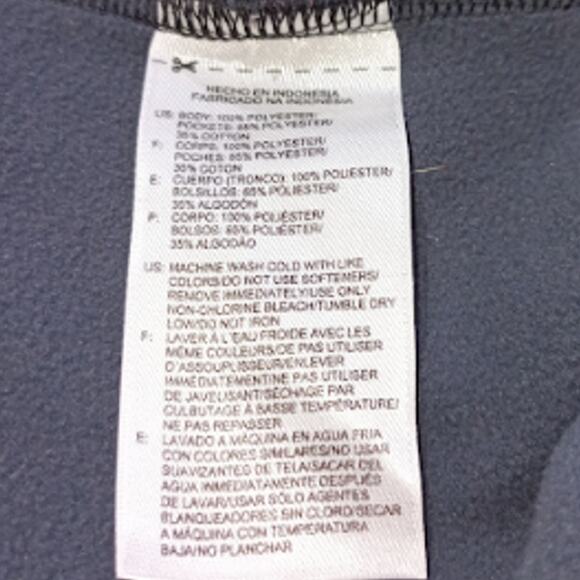 HECHO EN INDONESIA
FABRICADO NA INDONESIA
US: BODY: 100% POLYESTER/
POCKETS: 65% POLYESTER/
35% COTTON
F: CORPS: 100% POLYESTER/
POCHES: 65% POLYESTER/
35% COTON
E: CUERPO (TRONCO): 100% POLIÉSTER/
BOLSILLOS: 65% POLIÉSTER/
35% ALGODÓN
P: CORPO: 100% POLIÉSTER/
BOLSOS: 65% POLIÉSTER/
35% ALGODÃO
US: MACHINE WASH COLD WITH LIKE
COLORS/DO NOT USE SOFTENERS/
REMOVE IMMEDIATELY/USE ONLY
NON-CHLORINE BLEACH/TUMBLE DRY
LOW/DO NOT IRON
F: LAVER À L'EAU FROIDE AVEC LES
MÊME COULEURS/DE PAS UTILISER
D'ASSOUPLISSEUR/ENLEVER
IMMÉDIATEMENT/NE PAS UTILISER
DE JAVELISANT/SÉCHAGE PAR
CULBUTAGE À BASSE TEMPÉRATURE/
NE PAS REPASSER
E: LAVADO A MÁQUINA EN AGUA FRIA
CON COLORES SIMILARES/NO USAR
SUAVIZANTES DE TELA/SACAR DEL
AGUA INMEDIATAMENTE DESPUÉS
DE LAVAR/USAR SÓLO AGENTES
BLANQUEADORES SIN CLORO/SECAR
A MÁQUINA CON TEMPERATURA
BAJA/NO PLANCHAR